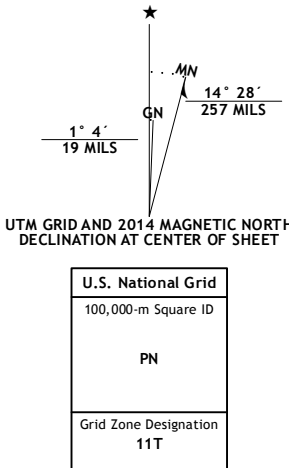 MN
14° 28´
257 MILS
GN
1° 4´
19 MILS
UTM GRID AND 2014 MAGNETIC NORTH
DECLINATION AT CENTER OF SHEET
U.S. National Grid
100,000-m Square ID
PN
Grid Zone Designation
11T